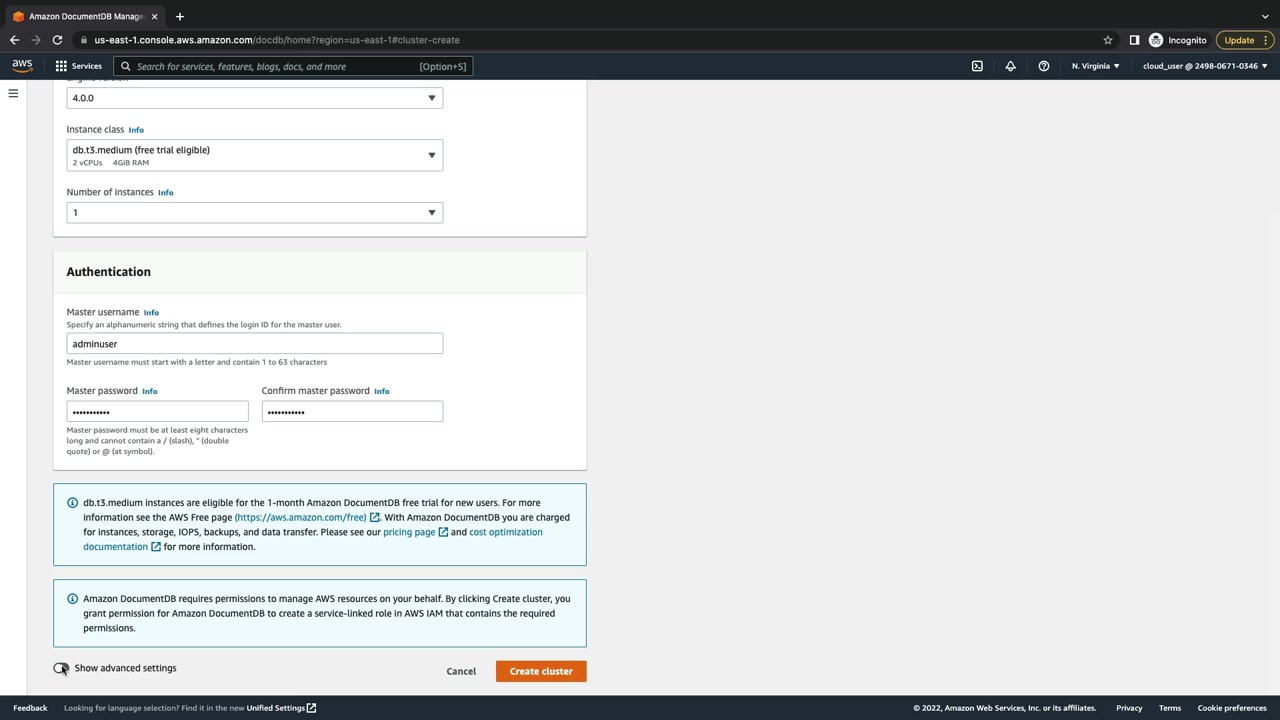 Amazon DocumentDB Manage
us-east-1.console.aws.amazon.com/docdb/home?region=us-east-1#cluster-create
Incognito
Update
aws
Services
Search for services, features, blogs, docs, and more
[Option+S]
N. Virginia
cloud_user @ 2498-0671-0346
4.0.0
Instance class Info
db.t3.medium (free trial eligible)
2 vCPUs 4GiB RAM
Number of instances Info
1
Authentication
Master username Info
Specify an alphanumeric string that defines the login ID for the master user.
adminuser
Master username must start with a letter and contain 1 to 63 characters
Master password Info
Confirm master password Info
•••••••••••
•••••••••••
Master password must be at least eight characters
long and cannot contain a / (slash), " (double
quote) or @ (at symbol).
db.t3.medium instances are eligible for the 1-month Amazon DocumentDB free trial for new users. For more
information see the AWS Free page (https://aws.amazon.com/free). With Amazon DocumentDB you are charged
for instances, storage, IOPS, backups, and data transfer. Please see our pricing page and cost optimization
documentation for more information.
Amazon DocumentDB requires permissions to manage AWS resources on your behalf. By clicking Create cluster, you
grant permission for Amazon DocumentDB to create a service-linked role in AWS IAM that contains the required
permissions.
Show advanced settings
Cancel
Create cluster
Feedback
Looking for language selection? Find it in the new Unified Settings
© 2022, Amazon Web Services, Inc. or its affiliates.
Privacy
Terms
Cookie preferences